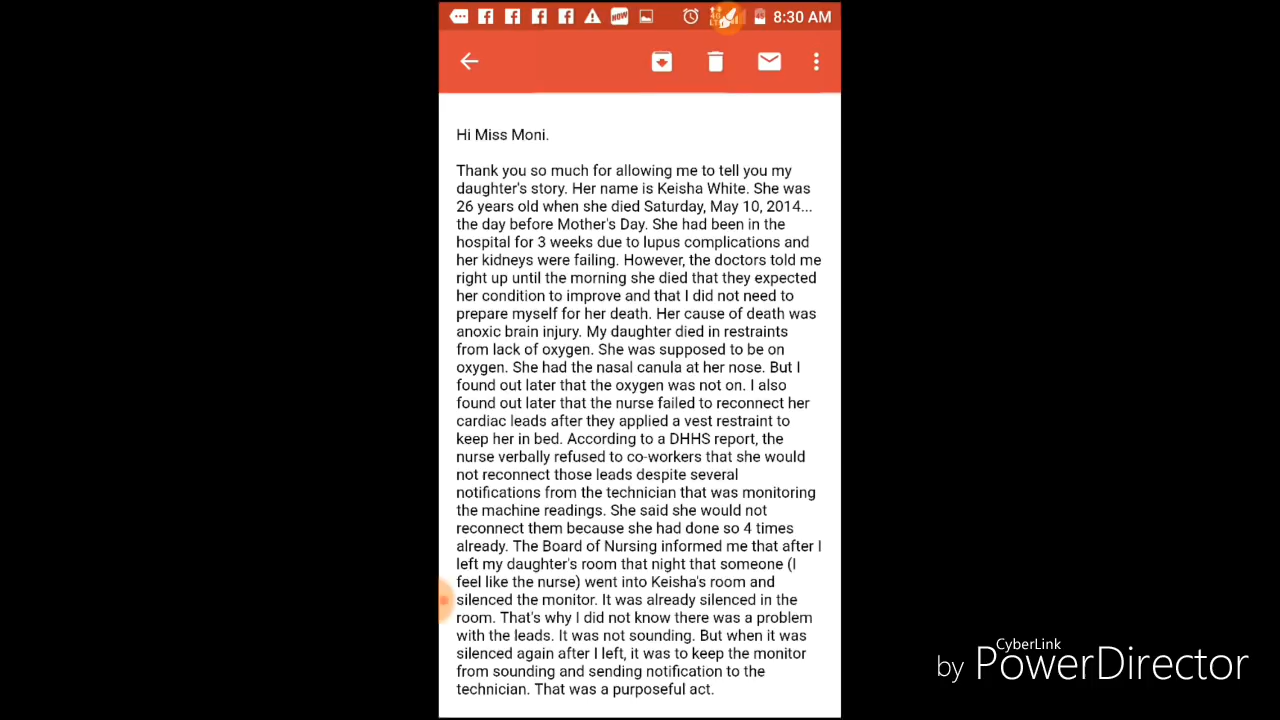 8:30 AM
Hi Miss Moni.
Thank you so much for allowing me to tell you my
daughter's story. Her name is Keisha White. She was
26 years old when she died Saturday, May 10, 2014...
the day before Mother's Day. She had been in the
hospital for 3 weeks due to lupus complications and
her kidneys were failing. However, the doctors told me
right up until the morning she died that they expected
her condition to improve and that I did not need to
prepare myself for her death. Her cause of death was
anoxic brain injury. My daughter died in restraints
from lack of oxygen. She was supposed to be on
oxygen. She had the nasal canula at her nose. But I
found out later that the oxygen was not on. I also
found out later that the nurse failed to reconnect her
cardiac leads after they applied a vest restraint to
keep her in bed. According to a DHHS report, the
nurse verbally refused to co-workers that she would
not reconnect those leads despite several
notifications from the technician that was monitoring
the machine readings. She said she would not
reconnect them because she had done so 4 times
already. The Board of Nursing informed me that after I
left my daughter's room that night that someone (I
feel like the nurse) went into Keisha's room and
silenced the monitor. It was already silenced in the
room. That's why I did not know there was a problem
with the leads. It was not sounding. But when it was
silenced again after I left, it was to keep the monitor
from sounding and sending notification to the
technician. That was a purposeful act.
CyberLink
by PowerDirector